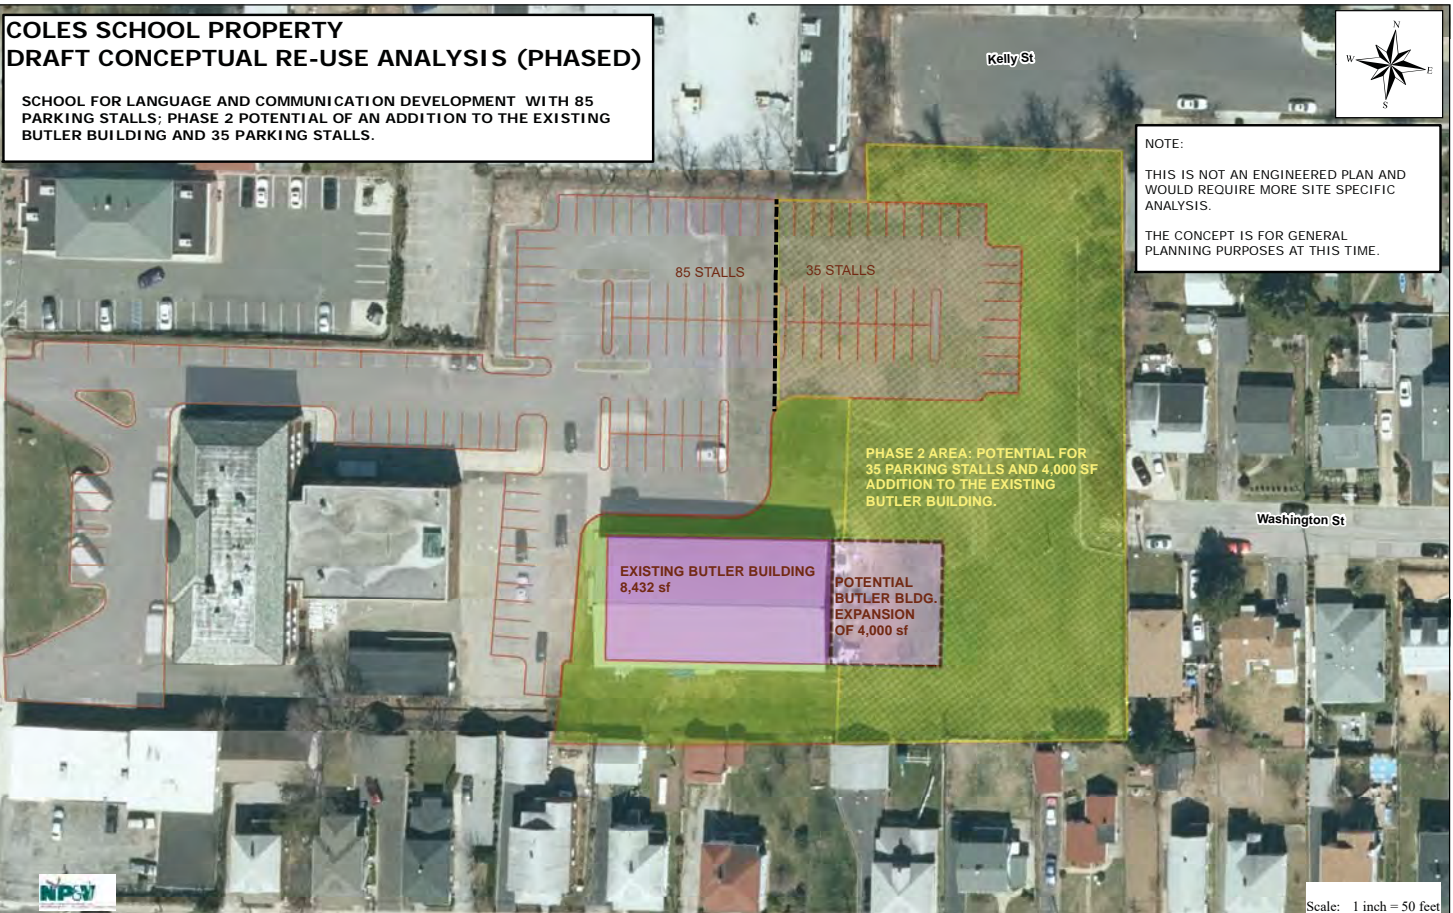 COLES SCHOOL PROPERTY
DRAFT CONCEPTUAL RE-USE ANALYSIS (PHASED)
SCHOOL FOR LANGUAGE AND COMMUNICATION DEVELOPMENT WITH 85
PARKING STALLS; PHASE 2 POTENTIAL OF AN ADDITION TO THE EXISTING
BUTLER BUILDING AND 35 PARKING STALLS.
Kelly St
N
W
E
S
NOTE:
THIS IS NOT AN ENGINEERED PLAN AND
WOULD REQUIRE MORE SITE SPECIFIC
ANALYSIS.
THE CONCEPT IS FOR GENERAL
PLANNING PURPOSES AT THIS TIME.
85 STALLS
35 STALLS
PHASE 2 AREA: POTENTIAL FOR
35 PARKING STALLS AND 4,000 SF
ADDITION TO THE EXISTING
BUTLER BUILDING.
Washington St
EXISTING BUTLER BUILDING
8,432 sf
POTENTIAL
BUTLER BLDG.
EXPANSION
OF 4,000 sf
NP&V
Scale: 1 inch = 50 feet